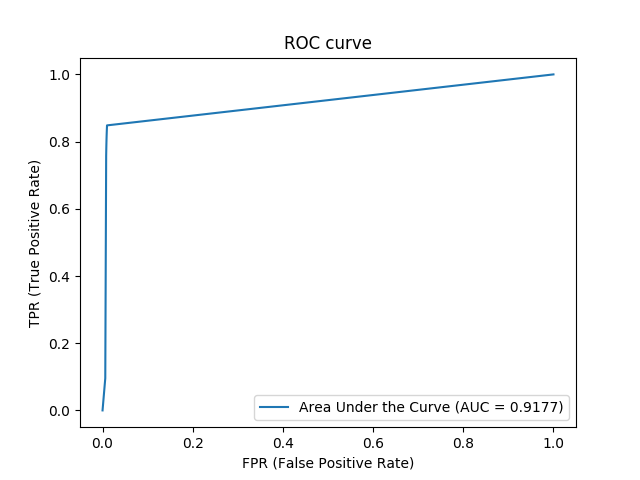 ROC curve
1.0
0.8
0.6
0.4
0.2
0.0
TPR (True Positive Rate)
Area Under the Curve (AUC = 0.9177)
0.0 0.2 0.4 0.6 0.8 1.0
FPR (False Positive Rate)